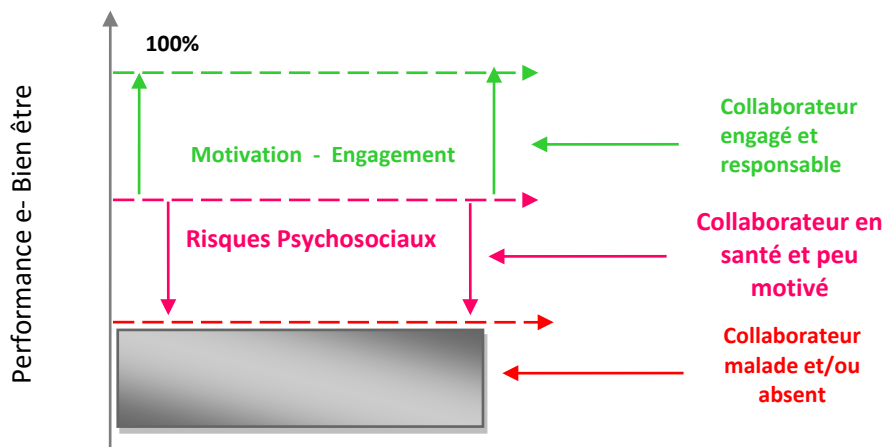 100%
Performance e- Bien être
Motivation - Engagement
Collaborateur
engagé et
responsable
Risques Psychosociaux
Collaborateur en
santé et peu
motivé
Collaborateur
malade et/ou
absent